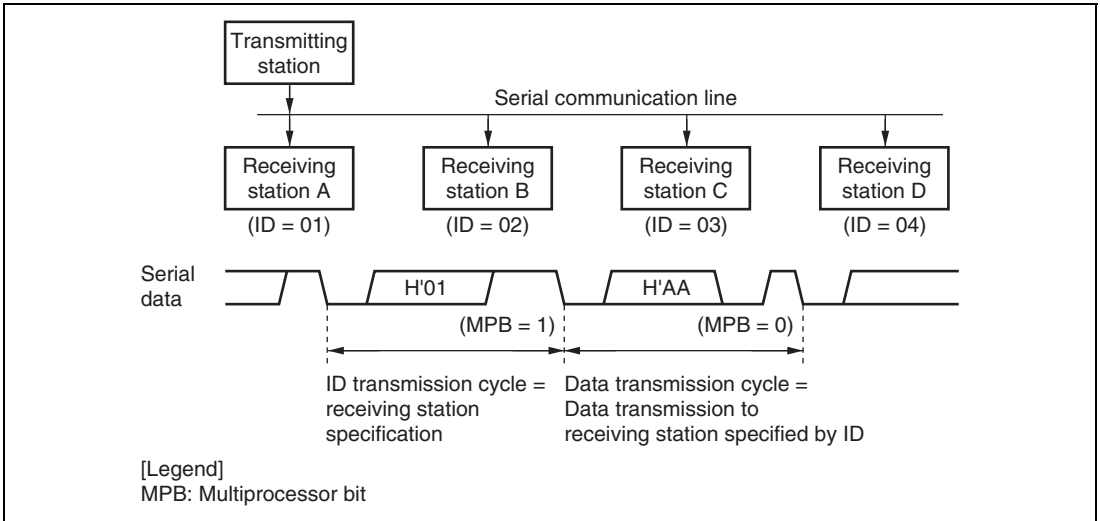 Transmitting
station
Serial communication line
Receiving
station A
Receiving
station B
Receiving
station C
Receiving
station D
(ID = 01)
(ID = 02)
(ID = 03)
(ID = 04)
Serial
data
H'01
H'AA
(MPB = 1)
(MPB = 0)
ID transmission cycle =
receiving station
specification
Data transmission cycle =
Data transmission to
receiving station specified by ID
[Legend]
MPB: Multiprocessor bit